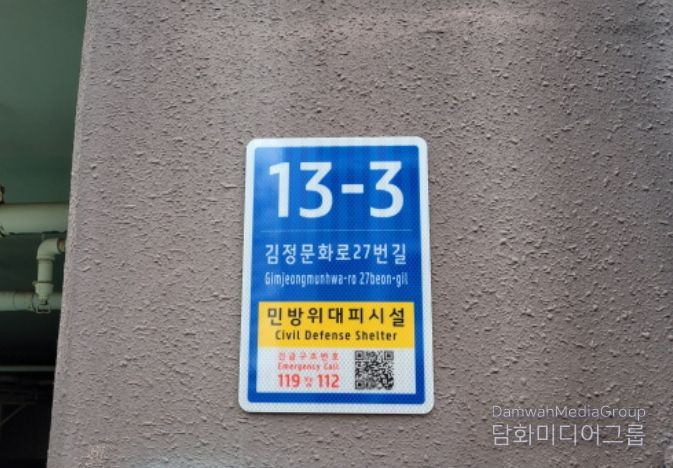 13-3
김정문화로27번길
Gimjeongmunhwa-ro 27beon-gil
민방위대피시설
Civil Defense Shelter
긴급구조번호
Emergency Call
119 112
DamwahMediaGroup
담화미디어그룹